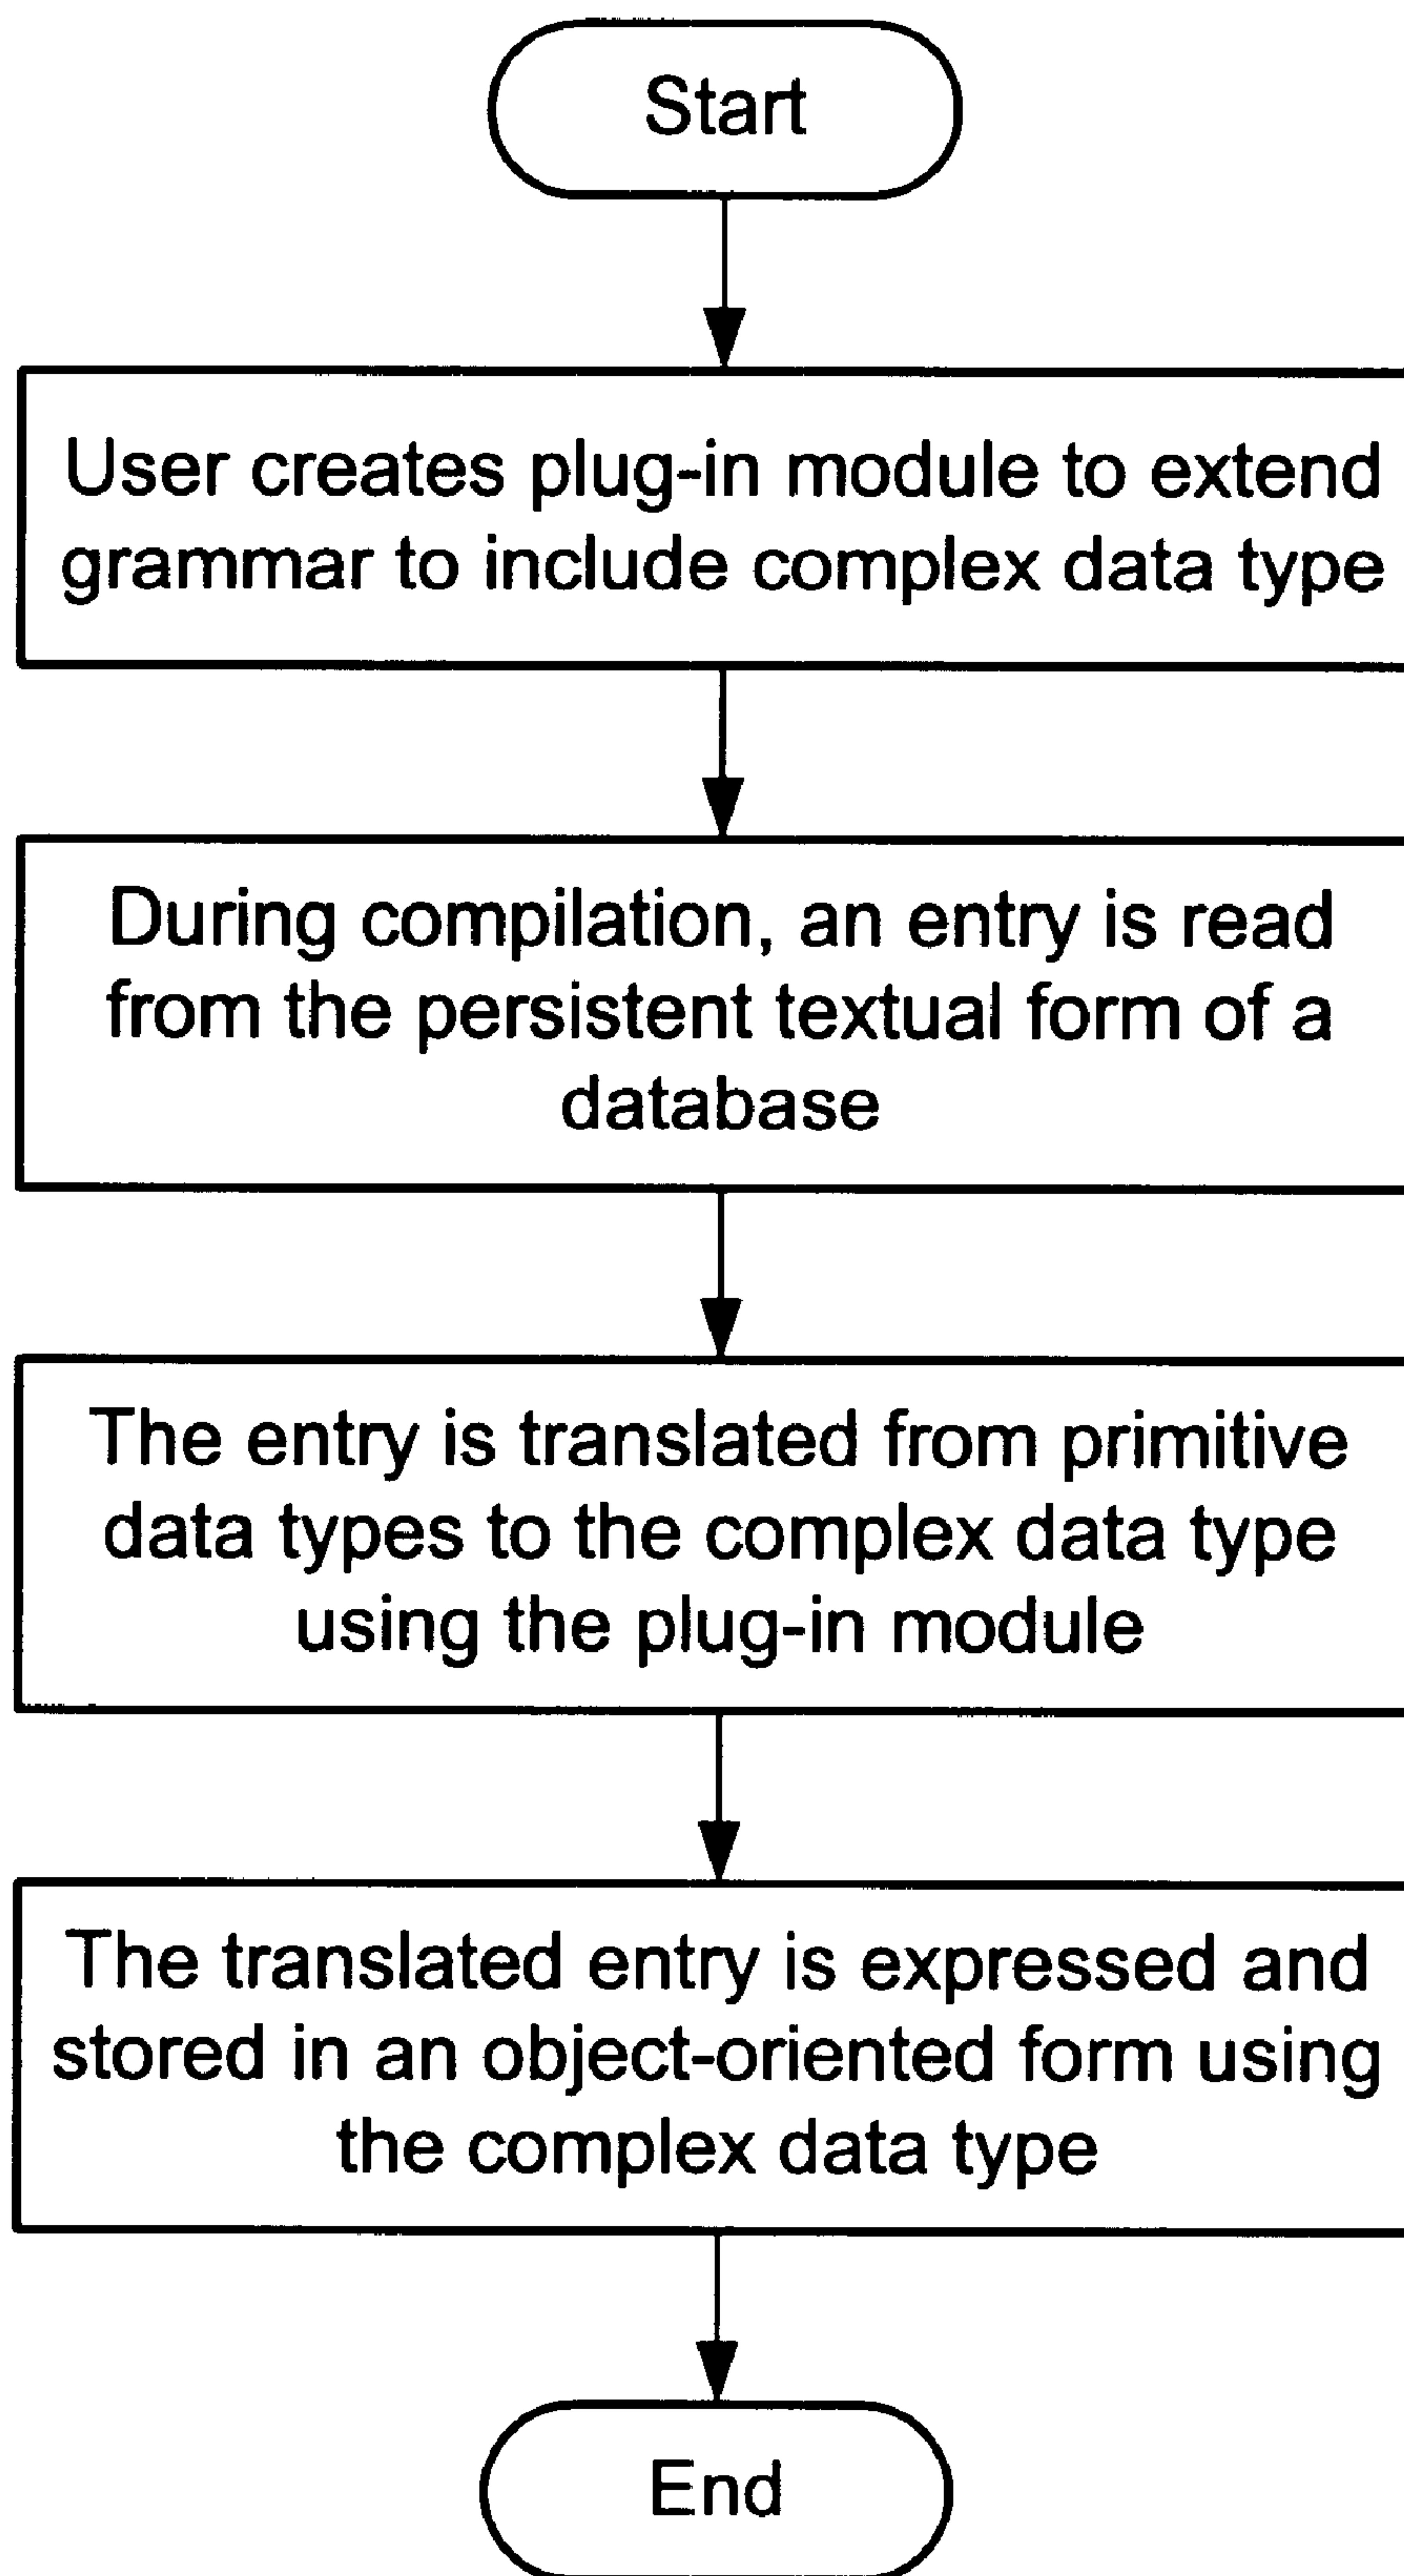 Start
User creates plug-in module to extend
grammar to include complex data type
During compilation, an entry is read
from the persistent textual form of a
database
The entry is translated from primitive
data types to the complex data type
using the plug-in module
The translated entry is expressed and
stored in an object-oriented form using
the complex data type
End